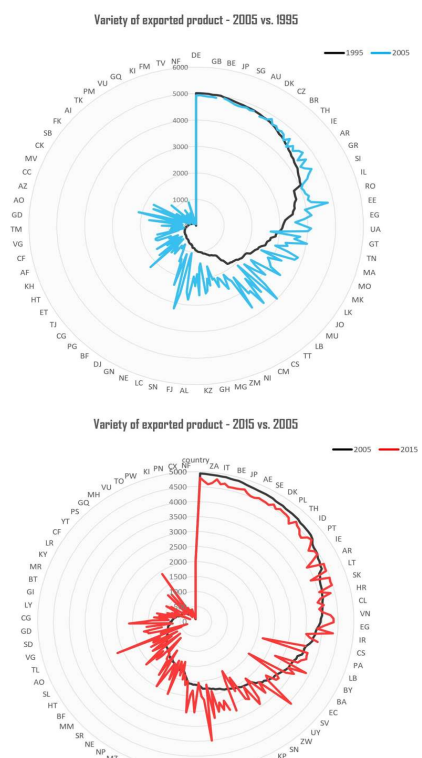 Variety of exported product - 2005 vs. 1995
1995 2005
DE
GB
BE
JP
SG
AU
DK
CZ
BR
TH
IE
AR
GR
SI
IL
RO
EE
EG
UA
GT
TN
MA
MO
MK
LK
JO
MU
LB
TT
CS
CM
NI
ZM
MG
GH
KZ
AL
FJ
SN
LC
NE
GN
DJ
BF
PG
CG
TJ
ET
HT
KH
AF
CF
VG
TM
GD
AO
AZ
CC
MV
CK
SB
FK
AI
TK
PM
VU
GQ
KI
FM
TV
NF
6000
5000
4000
3000
2000
1000
Variety of exported product - 2015 vs. 2005
2005 2015
country
ZA
IT
BE
JP
AE
SE
DK
PL
TH
ID
PT
IE
AR
LT
SK
HR
CL
VN
EG
IR
CS
PA
LB
BY
BA
EC
SV
UY
ZW
SN
KP
NP
NE
SR
MM
BF
HT
SL
AO
TL
VG
SD
GD
CG
LY
GI
BT
MR
KY
LR
CF
YT
PS
GQ
MH
VU
TO
PW
KI
PN
CX
NF
5000
4500
4000
3500
3000
2500
2000
1500
1000
500